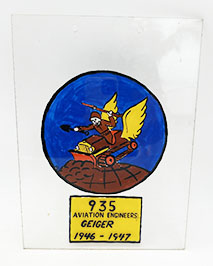 935
AVIATION ENGINEERS
GEIGER
1946 - 1947